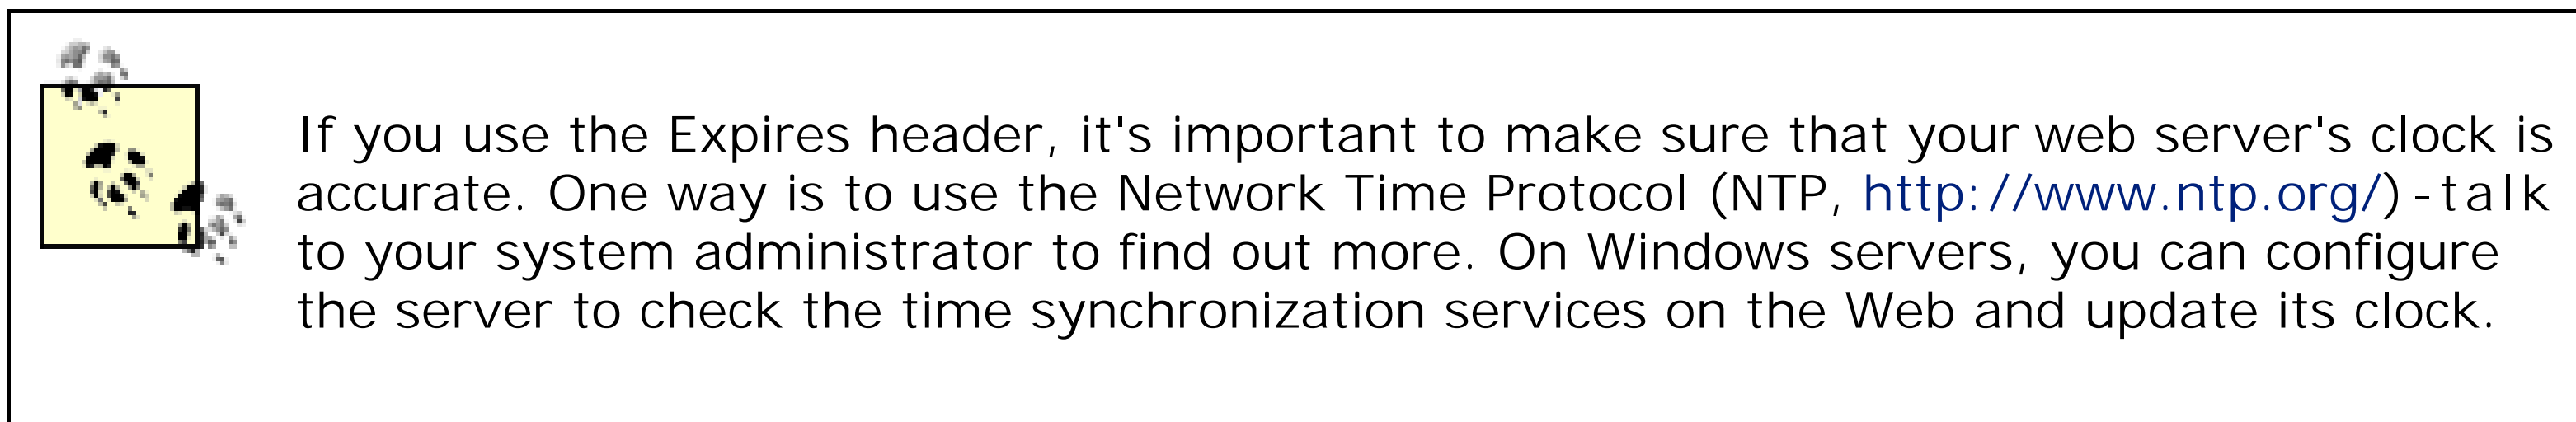 If you use the Expires header, it's important to make sure that your web server's clock is
accurate. One way is to use the Network Time Protocol (NTP, http://www.ntp.org/)-talk
to your system administrator to find out more. On Windows servers, you can configure
the server to check the time synchronization services on the Web and update its clock.